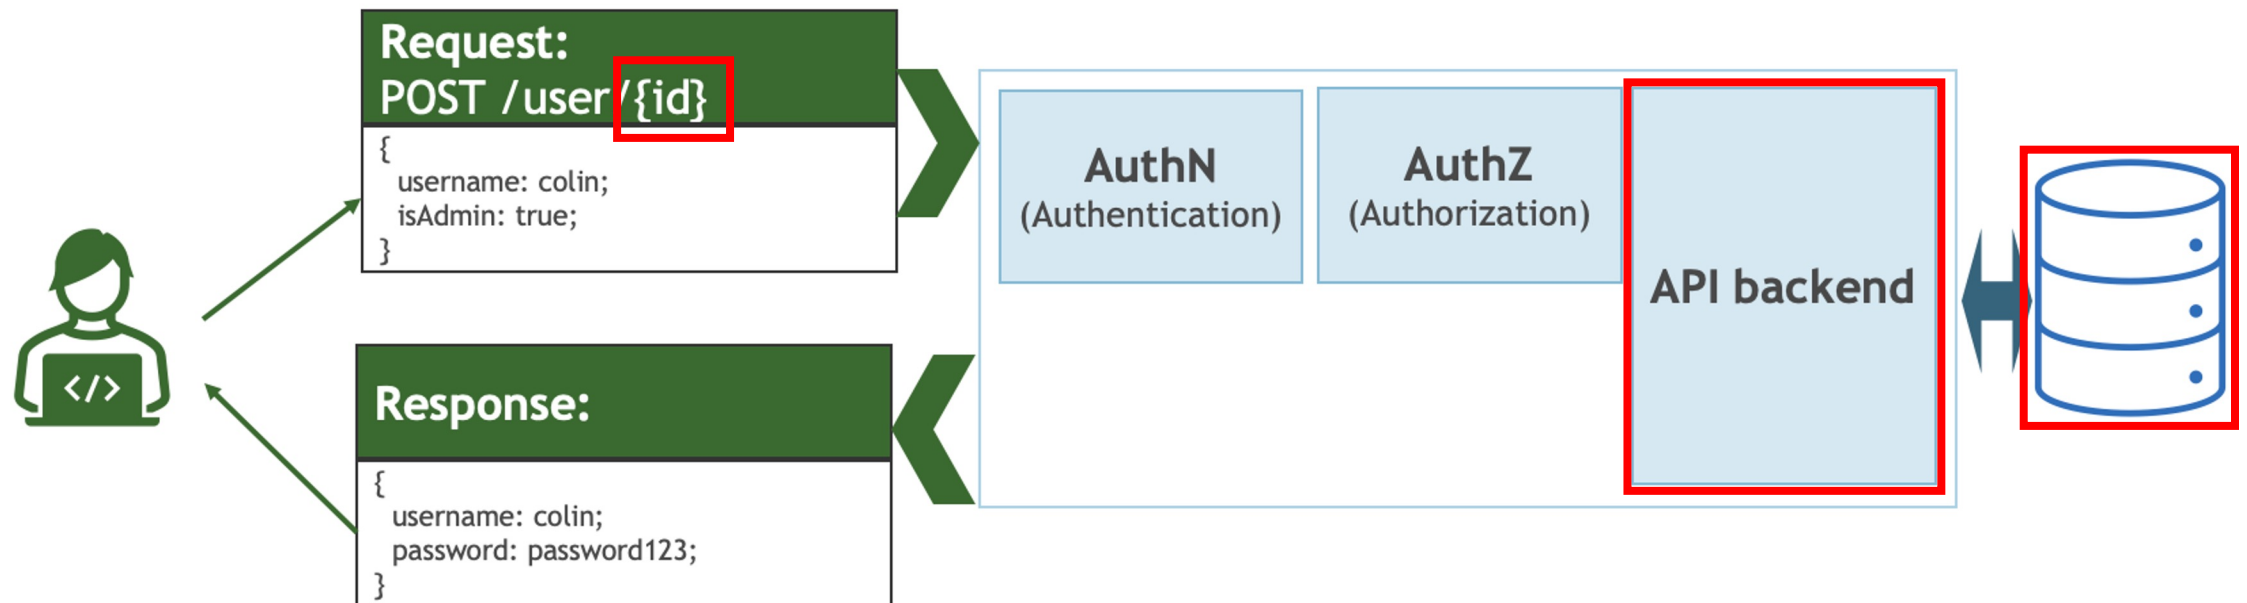 Request:
POST /user/{id}
{
username: colin;
isAdmin: true;
}
AuthN
(Authentication)
AuthZ
(Authorization)
API backend
</>
Response:
{
username: colin;
password: password123;
}